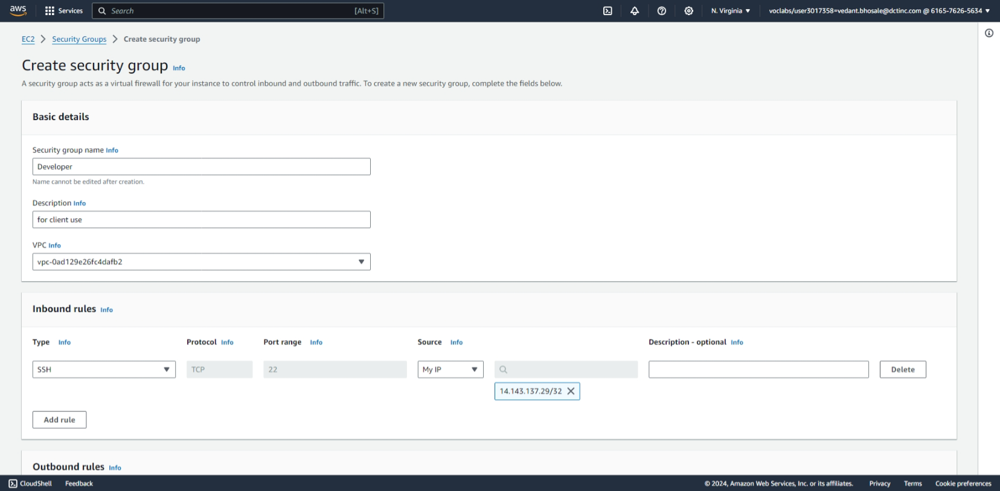 aws Services Search [Alt+S] N. Virginia voclabs/user3017358=vedant.bhosale@dctinc.com @ 6165-7626-5634
EC2 Security Groups Create security group
Create security group Info
A security group acts as a virtual firewall for your instance to control inbound and outbound traffic. To create a new security group, complete the fields below.
Basic details
Security group name Info
Developer
Name cannot be edited after creation.
Description Info
for client use
VPC Info
vpc-0ad129e26fc4dafb2
Inbound rules Info
Type Info Protocol Info Port range Info Source Info Description - optional Info
SSH TCP 22 My IP Delete
14.143.137.29/32
Add rule
Outbound rules Info
CloudShell Feedback © 2024, Amazon Web Services, Inc. or its affiliates. Privacy Terms Cookie preferences